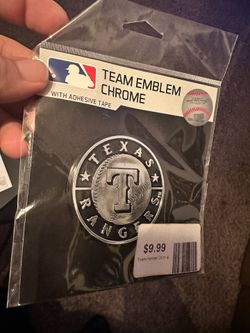 TEAM EMBLEM
CHROME
WITH ADHESIVE TAPE
TEXAS
T
RANGERS
$9.99